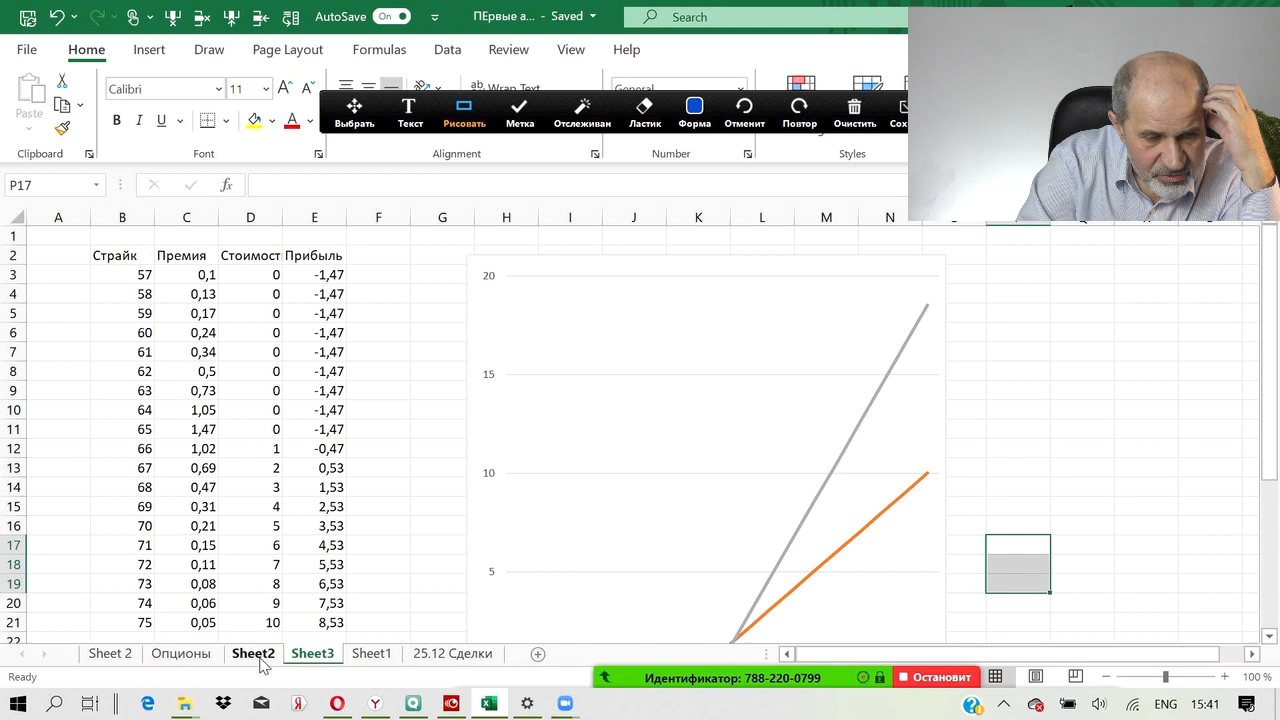 AutoSave On ПЕрвые а... - Saved Search
File Home Insert Draw Page Layout Formulas Data Review View Help
Paste Calibri 11 Wrap Text General
B I U A
Выбрать Текст Рисовать Метка Отслеживан Ластик Форма Отменит Повтор Очистить Сох
Clipboard Font Alignment Number Styles
P17 fx
A B C D E F G H I J K L M N
1
2 Страйк Премия Стоимост Прибыль
3 57 0,1 0 -1,47
4 58 0,13 0 -1,47
5 59 0,17 0 -1,47
6 60 0,24 0 -1,47
7 61 0,34 0 -1,47
8 62 0,5 0 -1,47
9 63 0,73 0 -1,47
10 64 1,05 0 -1,47
11 65 1,47 0 -1,47
12 66 1,02 1 -0,47
13 67 0,69 2 0,53
14 68 0,47 3 1,53
15 69 0,31 4 2,53
16 70 0,21 5 3,53
17 71 0,15 6 4,53
18 72 0,11 7 5,53
19 73 0,08 8 6,53
20 74 0,06 9 7,53
21 75 0,05 10 8,53
22
20
15
10
5
Sheet 2 Опционы Sheet2 Sheet3 Sheet1 25.12 Сделки
Ready Идентификатор: 788-220-0799 Остановит 100 %
ENG 15:41